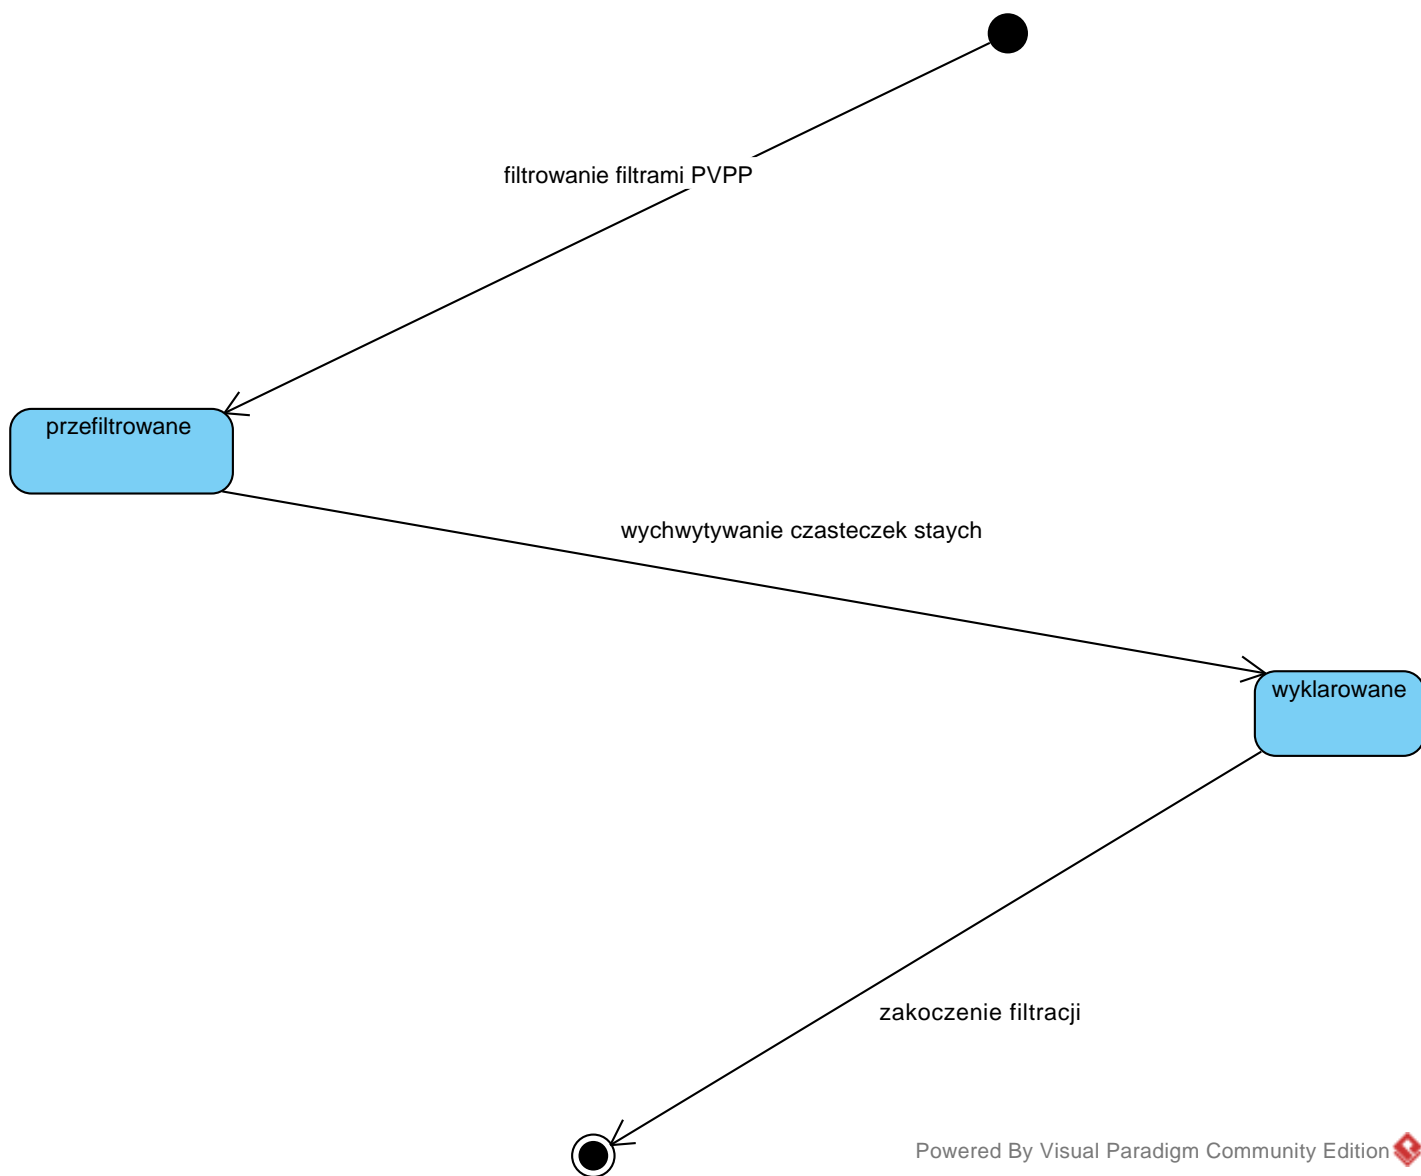 filtrowanie filtrami PVPP
przefiltrowane
wychwytywanie czasteczek staych
wyklarowane
zakoczenie filtracji
Powered By Visual Paradigm Community Edition